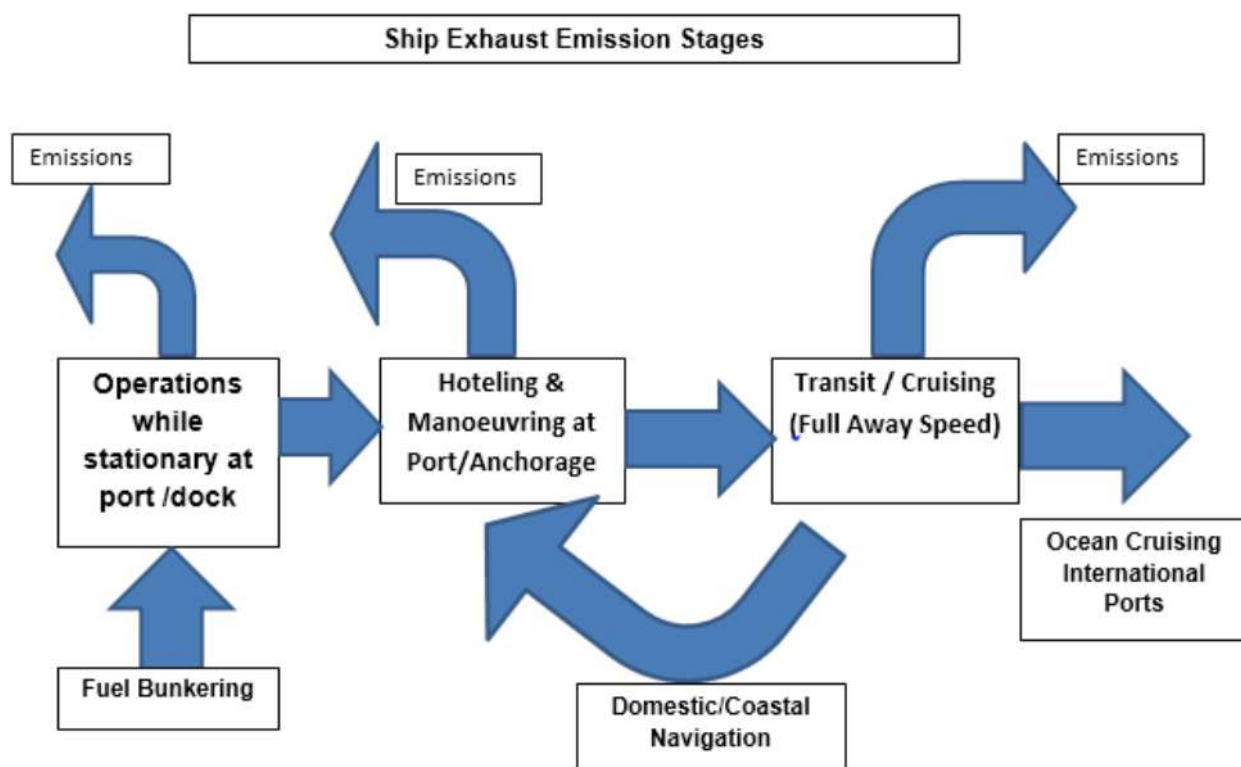 Ship Exhaust Emission Stages
Emissions
Emissions
Emissions
Operations
while
stationary at
port /dock
Hoteling &
Manoeuvring at
Port/Anchorage
Transit / Cruising
(Full Away Speed)
Ocean Cruising
International
Ports
Fuel Bunkering
Domestic/Coastal
Navigation